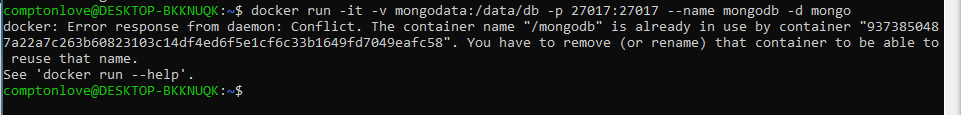 comptonlove@DESKTOP-BKKNUQK:~$ docker run -it -v mongodata:/data/db -p 27017:27017 --name mongodb -d mongo
docker: Error response from daemon: Conflict. The container name "/mongodb" is already in use by container "937385048
7a22a7c263b60823103c14df4ed6f5e1cf6c33b1649fd7049eafc58". You have to remove (or rename) that container to be able to
 reuse that name.
See 'docker run --help'.
comptonlove@DESKTOP-BKKNUQK:~$